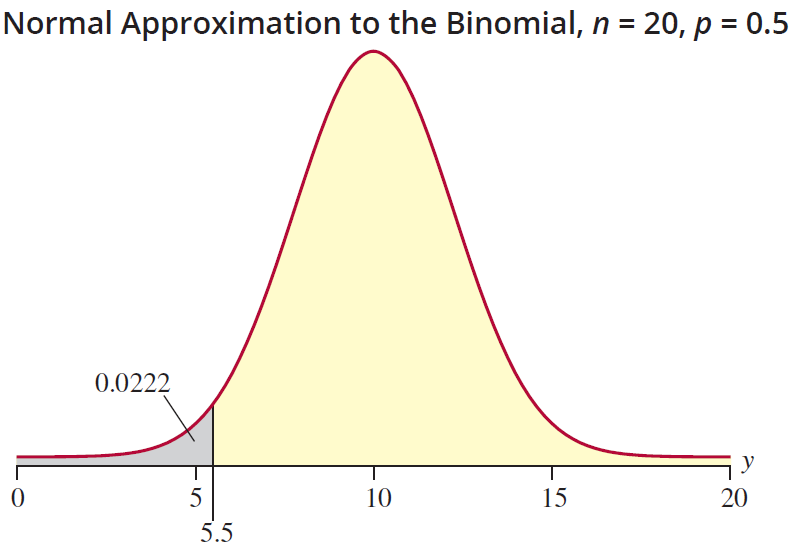 Normal Approximation to the Binomial, n = 20, p = 0.5
0.0222
y
0 5 10 15 20
5.5